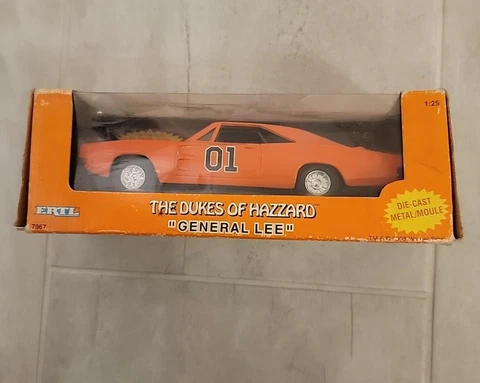 1:25
01
DIE-CAST
METAL/MOULE
ERTL
THE DUKES OF HAZZARD
"GENERAL LEE"
7967